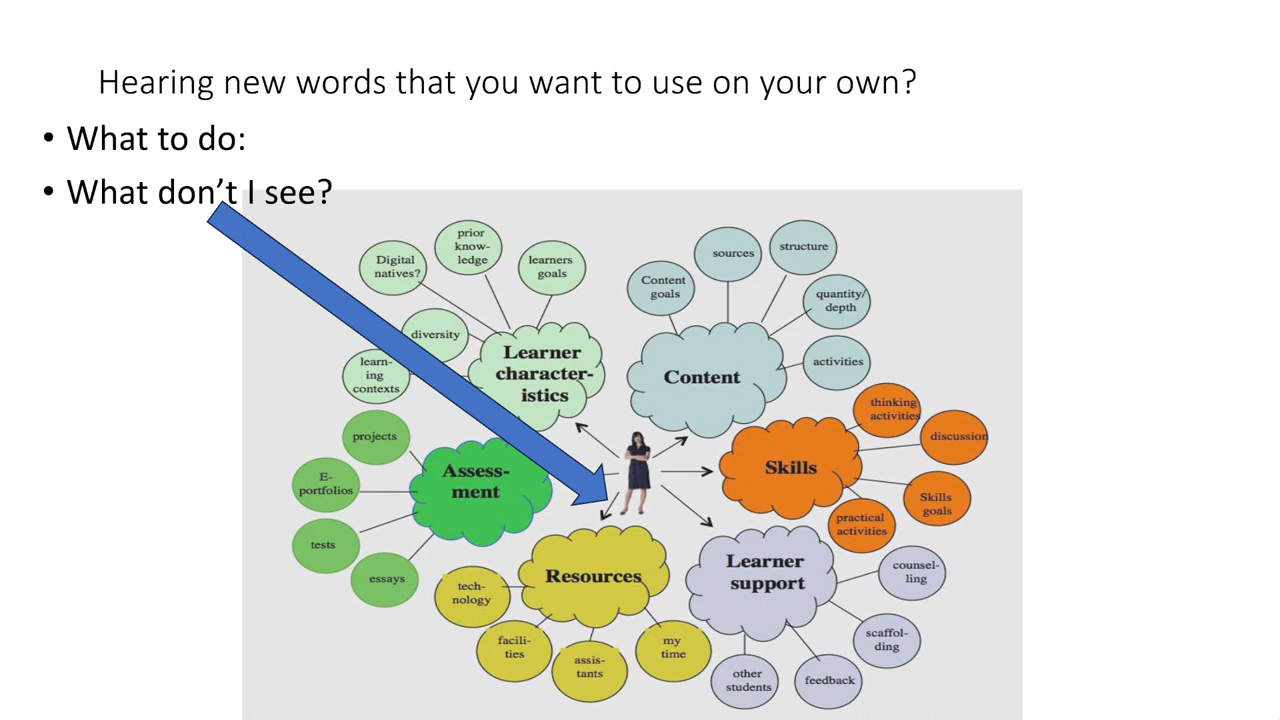 Hearing new words that you want to use on your own?
• What to do:
• What don’t I see?
prior
know-
ledge
Digital
natives?
learners
goals
diversity
learn-
ing
contexts
Learner
character-
istics
Content
goals
sources
structure
quantity/
depth
activities
Content
thinking
activities
discussion
Skills
goals
practical
activities
Skills
projects
E-
portfolios
tests
essays
Assess-
ment
Resources
tech-
nology
facili-
ties
assis-
tants
my
time
Learner
support
counsel-
ling
scaffol-
ding
feedback
other
students